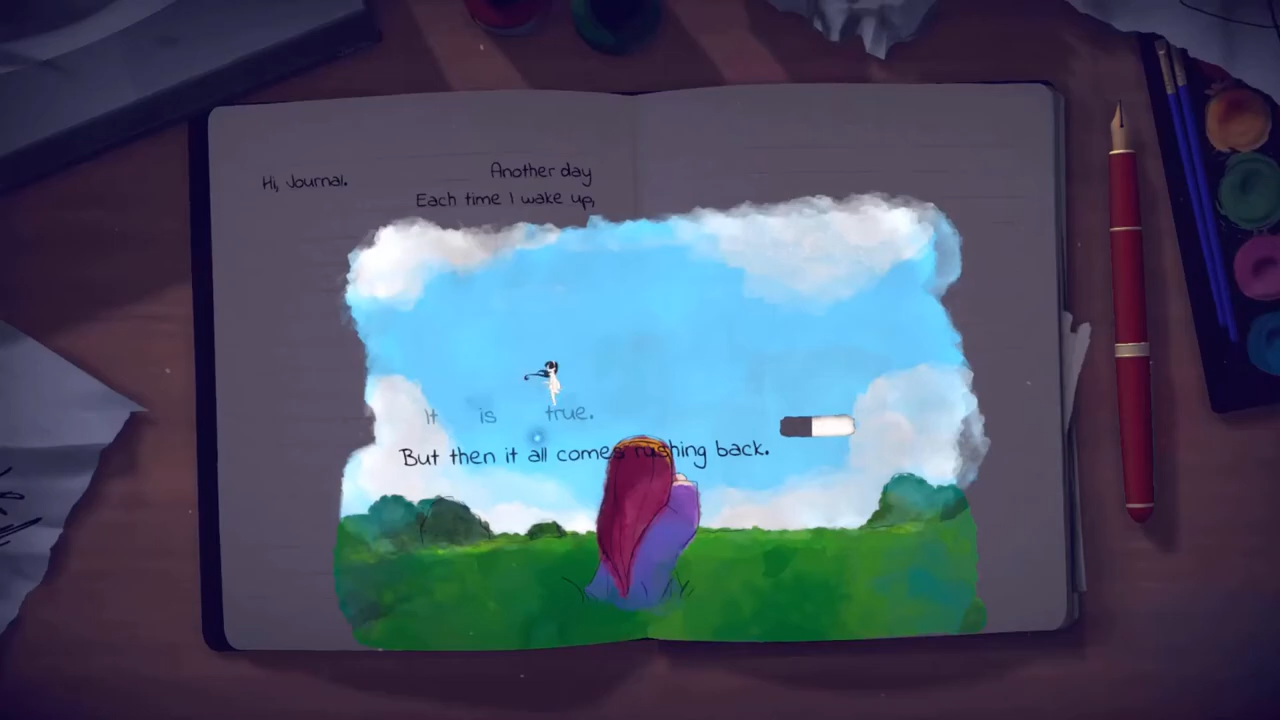 Hi, Journal.
Another day
Each time I wake up,
It is true.
But then it all comes rushing back.